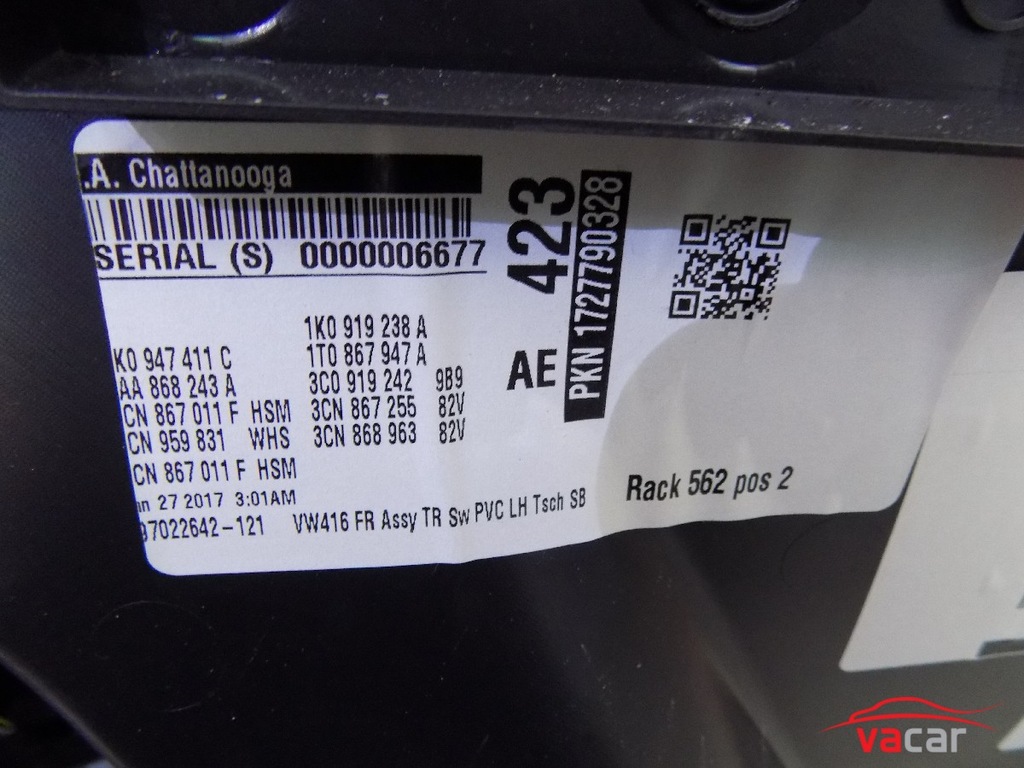 .A. Chattanooga
SERIAL (S) 0000006677
423
AE
PKN 1727790328
1K0 919 238 A
K0 947 411 C 1T0 867 947 A
AA 868 243 A 3C0 919 242 9B9
CN 867 011 F HSM 3CN 867 255 82V
CN 959 831 WHS 3CN 868 963 82V
CN 867 011 F HSM
n 27 2017 3:01AM
97022642-121 VW416 FR Assy TR Sw PVC LH Tsch SB
Rack 562 pos 2
vacar